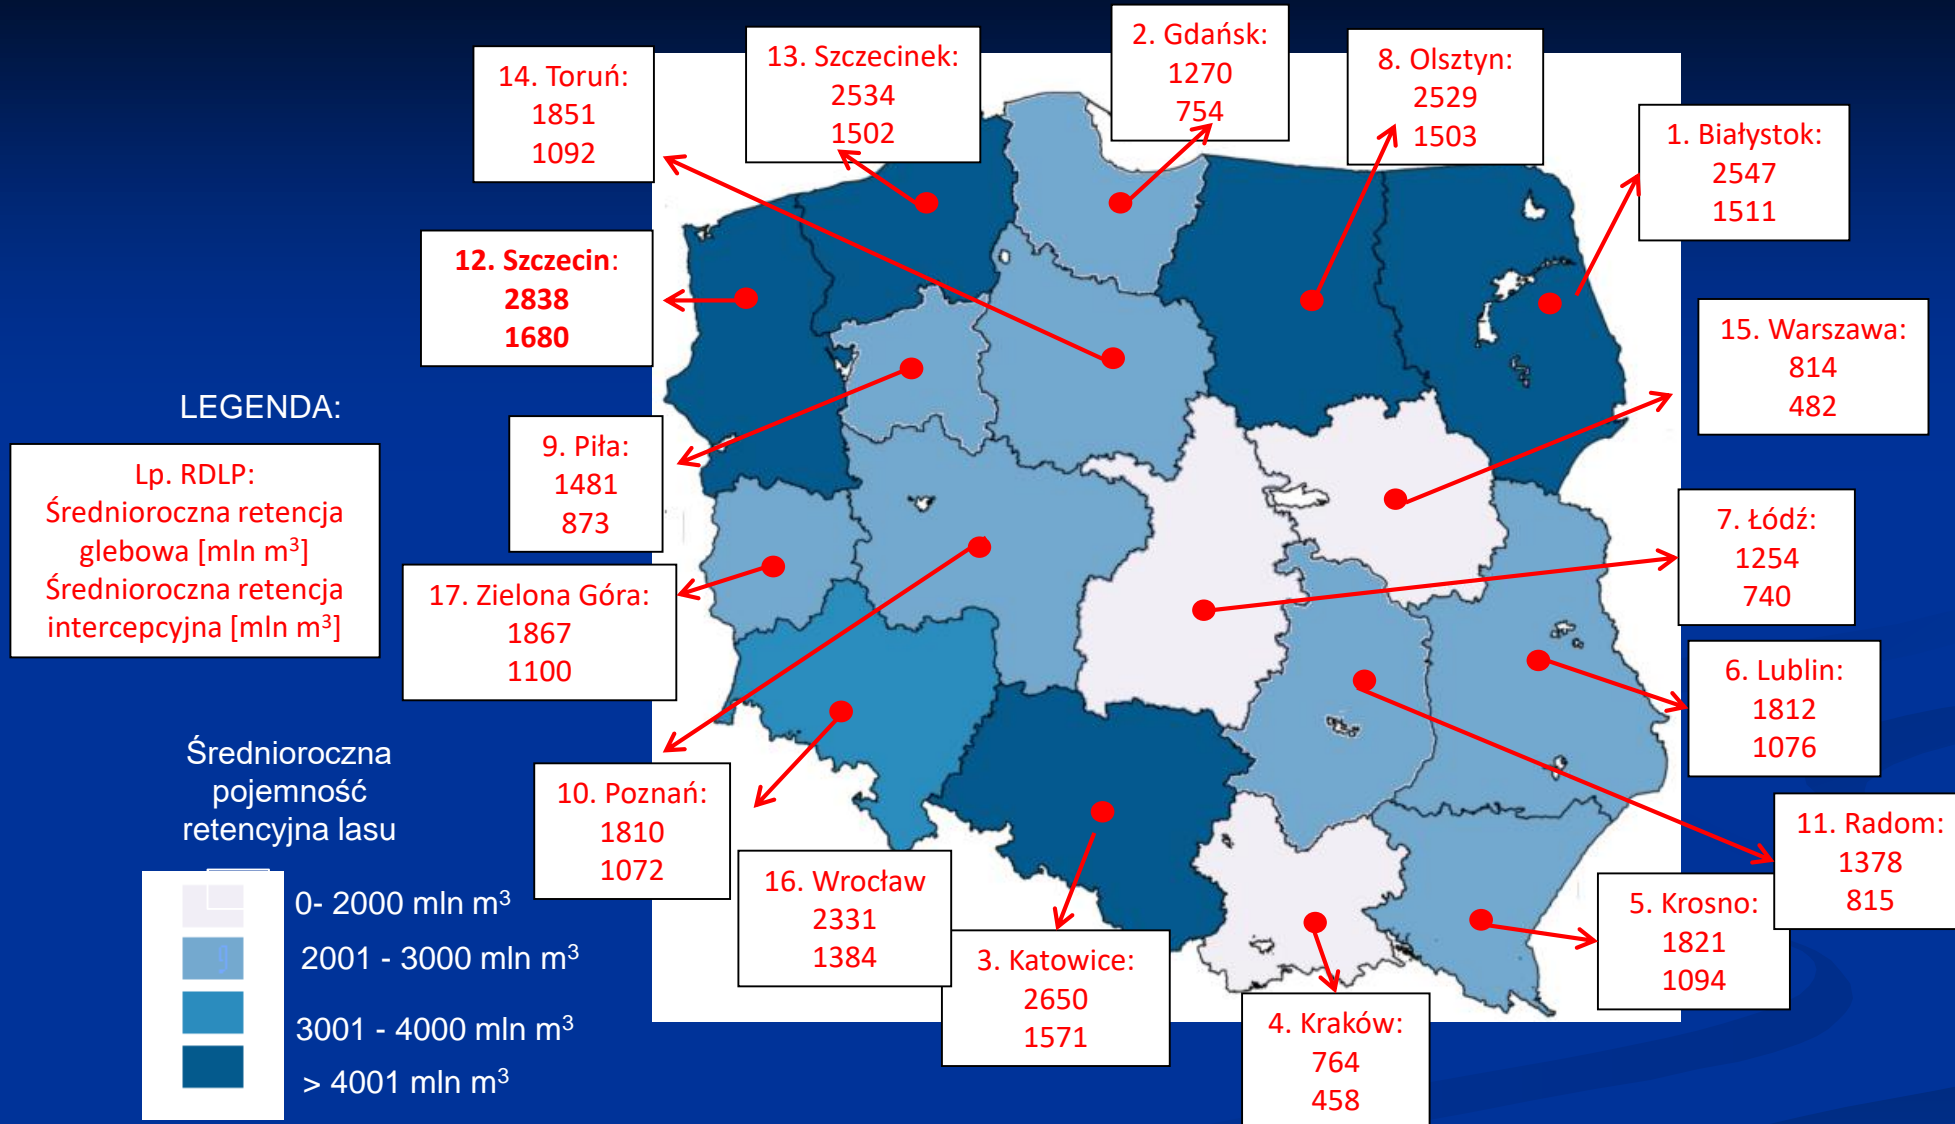 2. Gdańsk:
1270
754
13. Szczecinek:
2534
1502
8. Olsztyn:
2529
1503
14. Toruń:
1851
1092
1. Białystok:
2547
1511
12. Szczecin:
2838
1680
15. Warszawa:
814
482
LEGENDA:
Lp. RDLP:
Średnioroczna retencja
glebowa [mln m³]
Średnioroczna retencja
intercepcyjna [mln m³]
9. Piła:
1481
873
7. Łódź:
1254
740
17. Zielona Góra:
1867
1100
6. Lublin:
1812
1076
10. Poznań:
1810
1072
11. Radom:
1378
815
16. Wrocław
2331
1384
5. Krosno:
1821
1094
3. Katowice:
2650
1571
4. Kraków:
764
458
Średnioroczna
pojemność
retencyjna lasu
0- 2000 mln m³
2001 - 3000 mln m³
3001 - 4000 mln m³
> 4001 mln m³